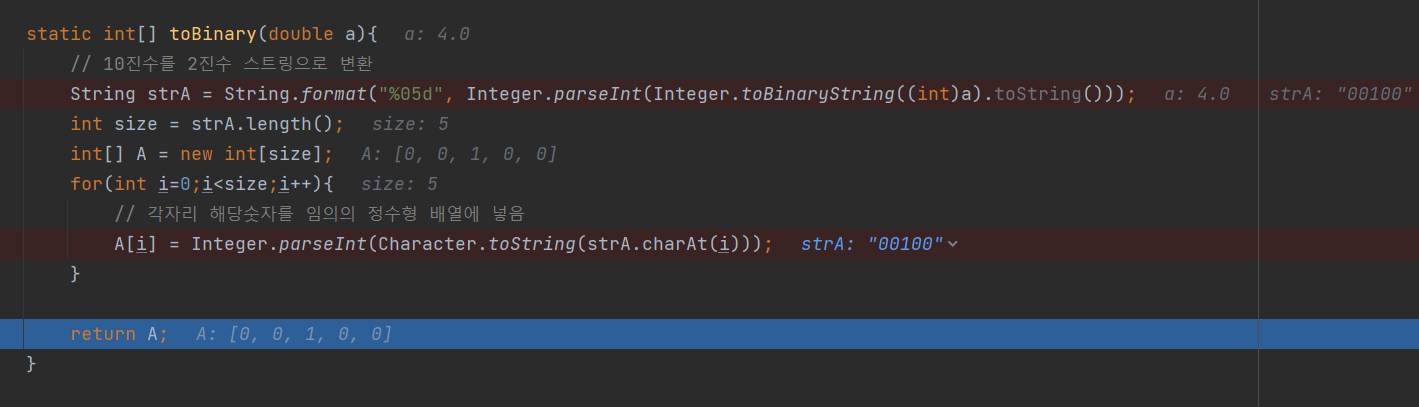 static int[] toBinary(double a){ a: 4.0
// 10진수를 2진수 스트링으로 변환
String strA = String.format("%05d", Integer.parseInt(Integer.toBinaryString((int)a).toString())); a: 4.0 strA: "00100"
int size = strA.length(); size: 5
int[] A = new int[size]; A: [0, 0, 1, 0, 0]
for(int i=0;i<size;i++){ size: 5
// 각자리 해당숫자를 임의의 정수형 배열에 넣음
A[i] = Integer.parseInt(Character.toString(strA.charAt(i))); strA: "00100"
}
return A; A: [0, 0, 1, 0, 0]
}